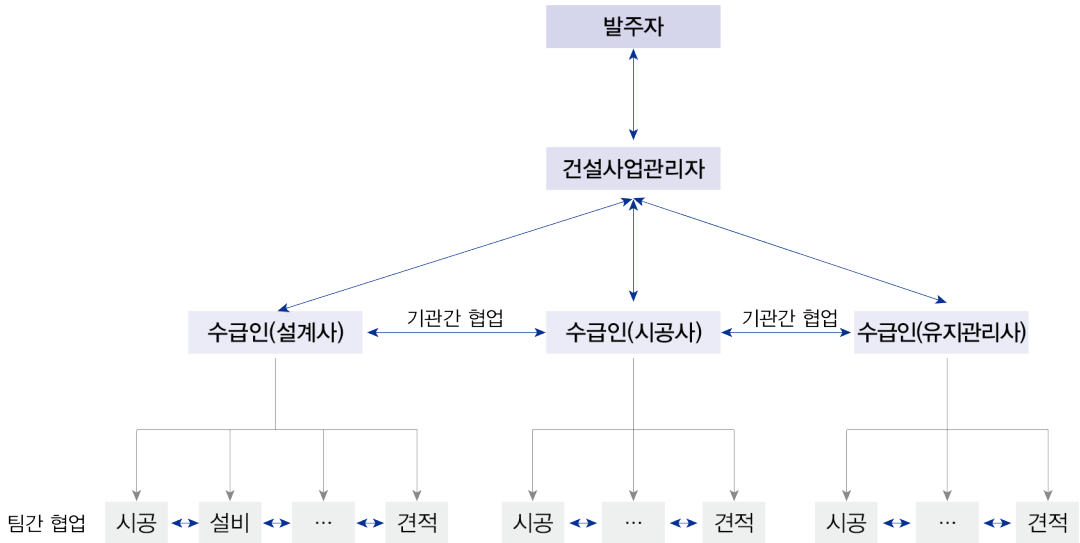 발주자
건설사업관리자
기관간 협업
기관간 협업
수급인(설계사)
수급인(시공사)
수급인(유지관리사)
팀간 협업
시공
설비
...
견적
시공
...
견적
시공
...
견적